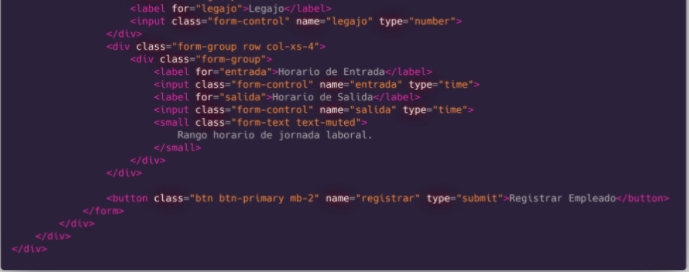 <label for="legajo">Legajo</label>
<input class="form-control" name="legajo" type="number">
</div>
<div class="form-group row col-xs-4">
<div class="form-group">
<label for="entrada">Horario de Entrada</label>
<input class="form-control" name="entrada" type="time">
<label for="salida">Horario de Salida</label>
<input class="form-control" name="salida" type="time">
<small class="form-text text-muted">
Rango horario de jornada laboral.
</small>
</div>
</div>
<button class="btn btn-primary mb-2" name="registrar" type="submit">Registrar Empleado</button>
</form>
</div>
</div>
</div>